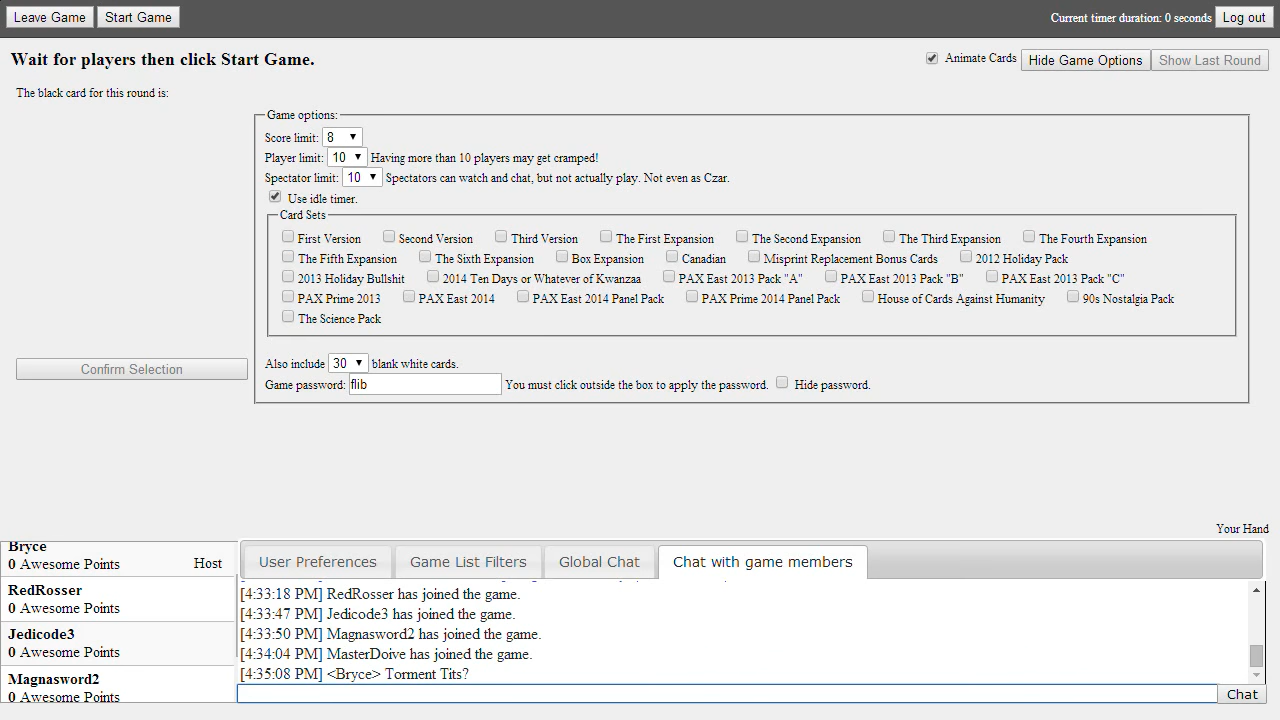 Leave Game Start Game Current timer duration: 0 seconds Log out
Wait for players then click Start Game. Animate Cards Hide Game Options Show Last Round
The black card for this round is:
Game options:
Score limit: 8
Player limit: 10 Having more than 10 players may get cramped!
Spectator limit: 10 Spectators can watch and chat, but not actually play. Not even as Czar.
Use idle timer.
Card Sets
First Version Second Version Third Version The First Expansion The Second Expansion The Third Expansion The Fourth Expansion
The Fifth Expansion The Sixth Expansion Box Expansion Canadian Misprint Replacement Bonus Cards 2012 Holiday Pack
2013 Holiday Bullshit 2014 Ten Days or Whatever of Kwanzaa PAX East 2013 Pack "A" PAX East 2013 Pack "B" PAX East 2013 Pack "C"
PAX Prime 2013 PAX East 2014 PAX East 2014 Panel Pack PAX Prime 2014 Panel Pack House of Cards Against Humanity 90s Nostalgia Pack
The Science Pack
Also include 30 blank white cards.
Confirm Selection
Game password: flib You must click outside the box to apply the password. Hide password.
Your Hand
Bryce
0 Awesome Points Host
RedRosser
0 Awesome Points
Jedicode3
0 Awesome Points
Magnasword2
0 Awesome Points
User Preferences Game List Filters Global Chat Chat with game members
[4:33:18 PM] RedRosser has joined the game.
[4:33:47 PM] Jedicode3 has joined the game.
[4:33:50 PM] Magnasword2 has joined the game.
[4:34:04 PM] MasterDoive has joined the game.
[4:35:08 PM] <Bryce> Torment Tits?
Chat